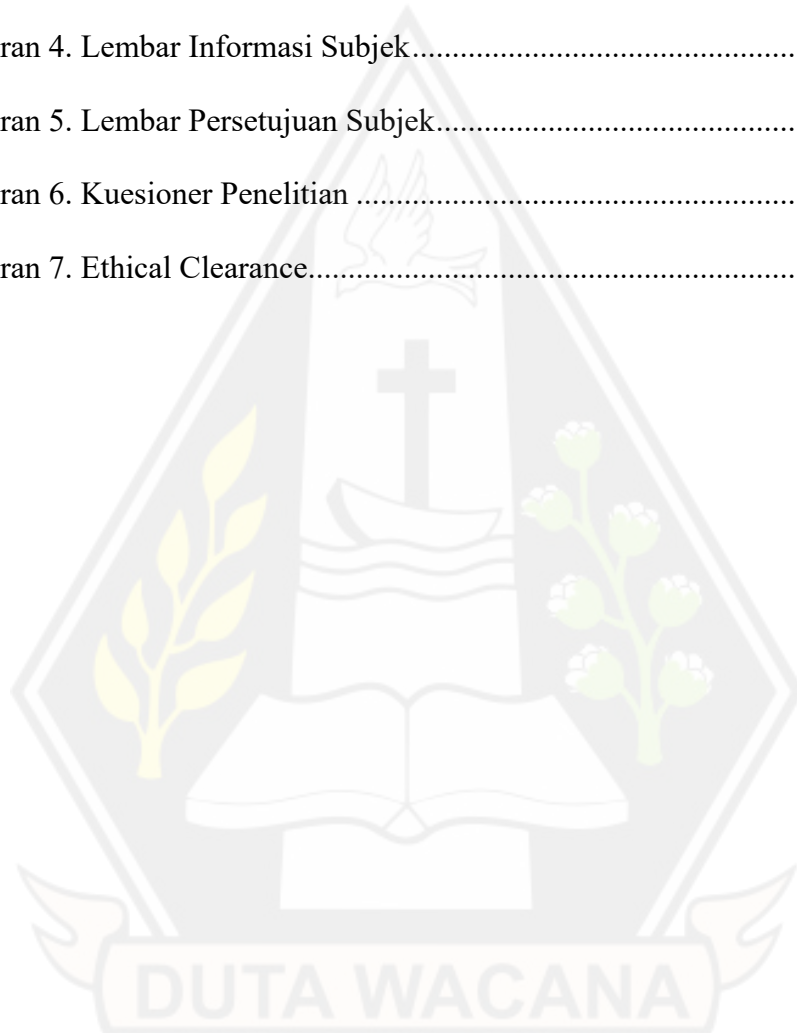 ran 4. Lembar Informasi Subjek................................................
ran 5. Lembar Persetujuan Subjek.............................................
ran 6. Kuesioner Penelitian .......................................................
ran 7. Ethical Clearance.............................................................
DUTA WACANA